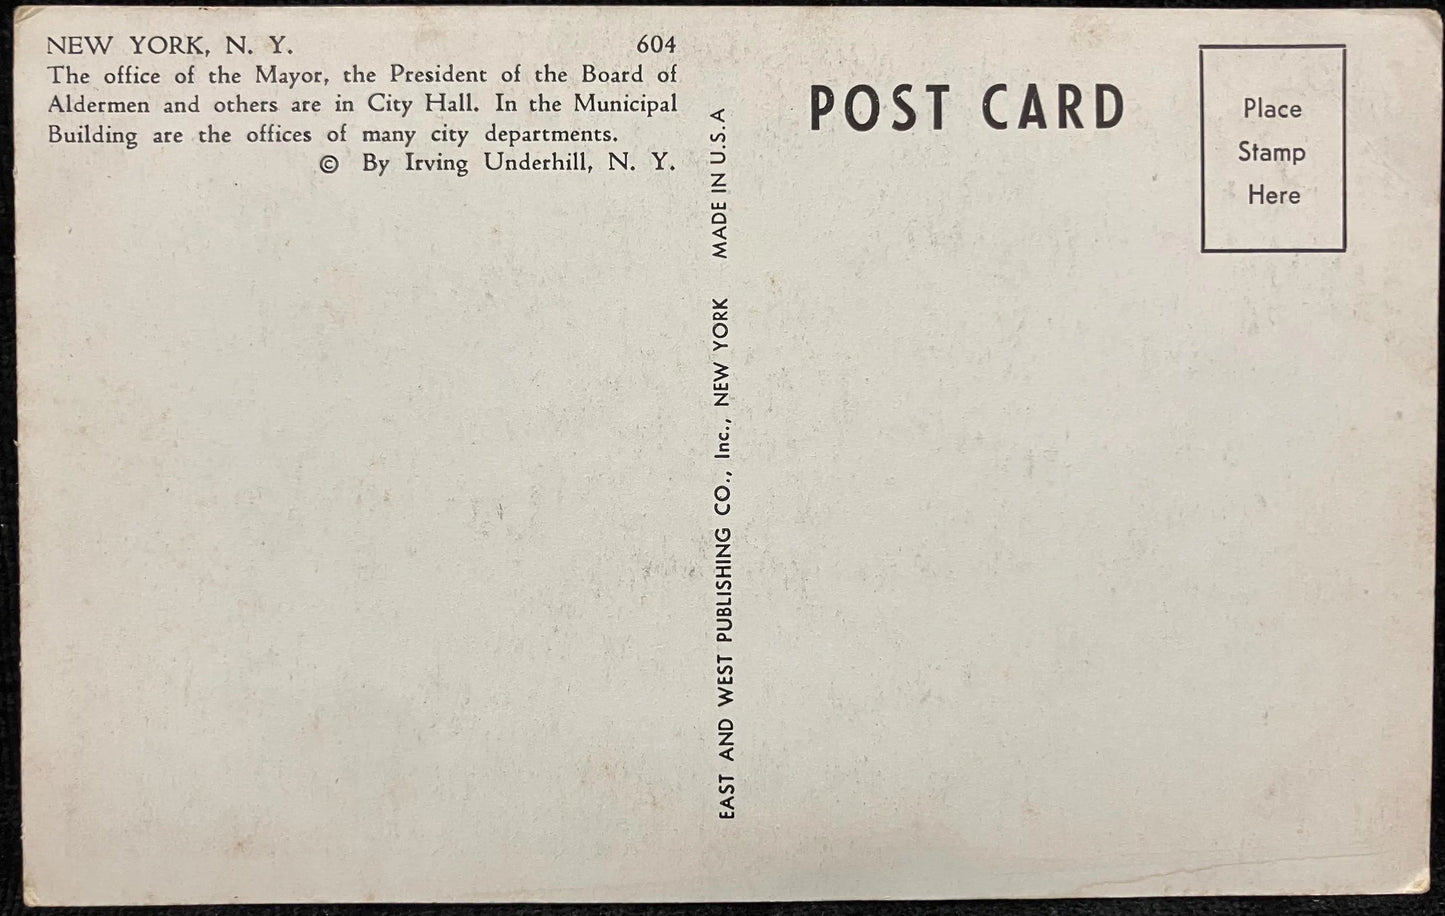 NEW YORK, N. Y. 604
The office of the Mayor, the President of the Board of
Aldermen and others are in City Hall. In the Municipal
Building are the offices of many city departments.
© By Irving Underhill, N. Y.
EAST AND WEST PUBLISHING CO., Inc., NEW YORK MADE IN U.S.A
POST CARD
Place
Stamp
Here